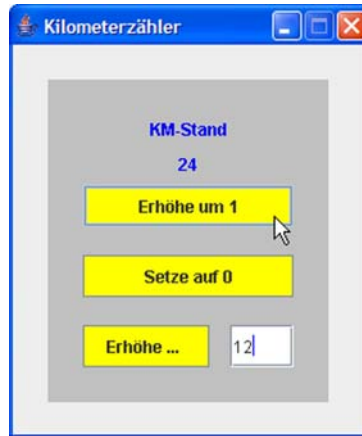 Kilometerzähler
KM-Stand
24
Erhöhe um 1
Setze auf 0
Erhöhe ...
12